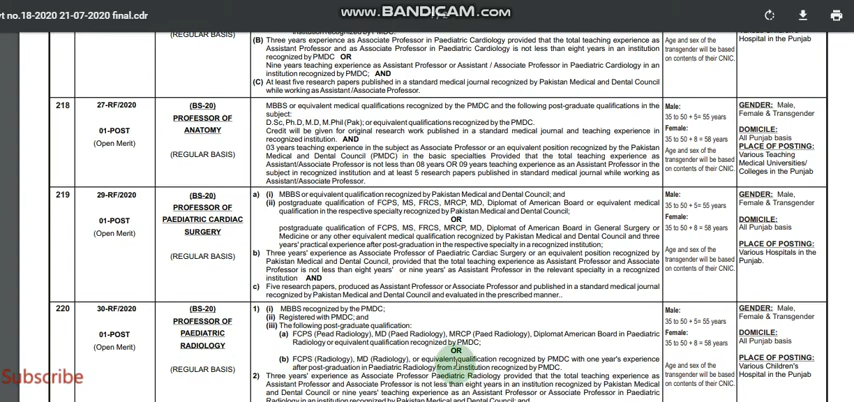 rt no.18-2020 21-07-2020 final.cdr
www.BANDICAM.com
(REGULAR BASIS)
(B) Three years experience as Associate Professor in Paediatric Cardiology provided that the total teaching experience as
Assistant Professor and as Associate Professor in Paediatric Cardiology is not less than eight years in an institution
recognized by PMDC OR
Nine years teaching experience as Assistant Professor or Assistant / Associate Professor in Paediatric Cardiology in an
institution recognized by PMDC; AND
(C) At least five research papers published in a standard medical journal recognized by Pakistan Medical and Dental Council
while working as Assistant /Associate Professor.
Age and sex of the
transgender will be based
on contents of their CNIC.
Hospital in the Punjab
218
27-RF/2020
01-POST
(Open Merit)
(BS-20)
PROFESSOR OF
ANATOMY
(REGULAR BASIS)
MBBS or equivalent medical qualifications recognized by the PMDC and the following post-graduate qualifications in the
subject:
D.Sc, Ph.D, M.D, M.Phil (Pak); or equivalent qualifications recognized by the PMDC.
Credit will be given for original research work published in a standard medical journal and teaching experience in
recognized institution. AND
03 years teaching experience in the subject as Associate Professor or an equivalent position recognized by the Pakistan
Medical and Dental Council (PMDC) in the basic specialties Provided that the total teaching experience as
Assistant/Associate Professor is not less than 08 years OR 09 years teaching experience as an Assistant Professor in the
subject in recognized institution and at least 5 research papers published in a standard medical journal while working as
Assistant/Associate Professor.
Male:
35 to 50 + 5= 55 years
Female:
35 to 50 + 8 = 58 years
Age and sex of the
transgender will be based
on contents of their CNIC.
GENDER: Male,
Female & Transgender
DOMICILE:
All Punjab basis
PLACE OF POSTING:
Various Teaching
Medical Universities/
Colleges in the Punjab
219
29-RF/2020
01-POST
(Open Merit)
(BS-20)
PROFESSOR OF
PAEDIATRIC CARDIAC
SURGERY
(REGULAR BASIS)
a) (i) MBBS or equivalent qualification recognized by Pakistan Medical and Dental Council; and
(ii) postgraduate qualification of FCPS, MS, FRCS, MRCP, MD, Diplomat of American Board or equivalent medical
qualification in the respective specialty recognized by Pakistan Medical and Dental Council;
OR
postgraduate qualification of FCPS, MS, FRCS, MRCP, MD, Diplomat of American Board in General Surgery or
Medicine or any other equivalent medical qualification recognized by Pakistan Medical and Dental Council and three
years' practical experience after post-graduation in the respective specialty in a recognized institution;
b) Three years' experience as Associate Professor of Paediatric Cardiac Surgery or an equivalent position recognized by
Pakistan Medical and Dental Council, provided that the total teaching experience as Assistant Professor and Associate
Professor is not less than eight years' or nine years' as Assistant Professor in the relevant specialty in a recognized
institution AND
c) Five research papers, produced as Assistant Professor or Associate Professor and published in a standard medical journal
recognized by Pakistan Medical and Dental Council and evaluated in the prescribed manner..
Male:
35 to 50 + 5= 55 years
Female:
35 to 50 + 8 = 58 years
Age and sex of the
transgender will be based
on contents of their CNIC.
GENDER: Male,
Female & Transgender
DOMICILE:
All Punjab basis
PLACE OF POSTING:
Various Hospitals in the
Punjab.
220
30-RF/2020
01-POST
(Open Merit)
(BS-20)
PROFESSOR OF
PAEDIATRIC
RADIOLOGY
(REGULAR BASIS)
1) (i) MBBS recognized by the PMDC;
(ii) Registered with PMDC; and
(iii) The following post-graduate qualification:
(a) FCPS (Pead Radiology), MD (Paed Radiology), MRCP (Paed Radiology), Diplomat American Board in Paediatric
Radiology or equivalent qualification recognized by PMDC;
OR
(b) FCPS (Radiology), MD (Radiology), or equivalent qualification recognized by PMDC with one year's experience
after post-graduation in Paediatric Radiology from institution recognized by PMDC.
2) Three years' experience as Associate Professor Paediatric Radiology provided that the total teaching experience as
Assistant Professor and Associate Professor is not less than eight years in an institution recognized by Pakistan Medical
and Dental Council or nine years' teaching experience as an Assistant Professor or Associate Professor in Paediatric
Radiology in an institution recognized by Pakistan Medical and Dental Council; and
Male:
35 to 50 + 5= 55 years
Female:
35 to 50 + 8 = 58 years
Age and sex of the
transgender will be based
on contents of their CNIC.
GENDER: Male,
Female & Transgender
DOMICILE:
All Punjab basis
PLACE OF POSTING:
Various Children's
Hospital in the Punjab
Subscribe